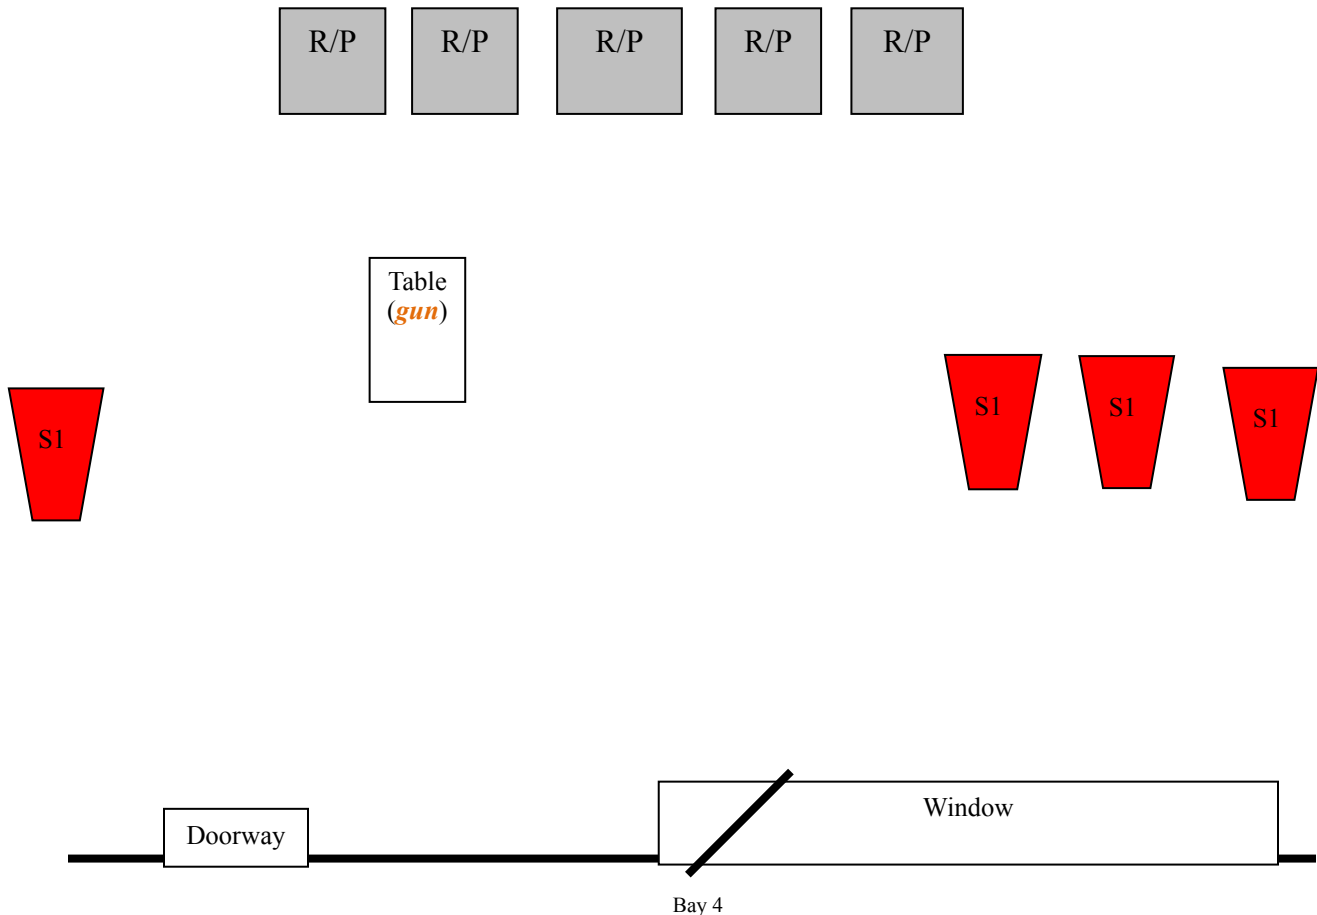 R/P R/P R/P R/P R/P
Table
(gun)
S1 S1 S1 S1
Window
Doorway
Bay 4